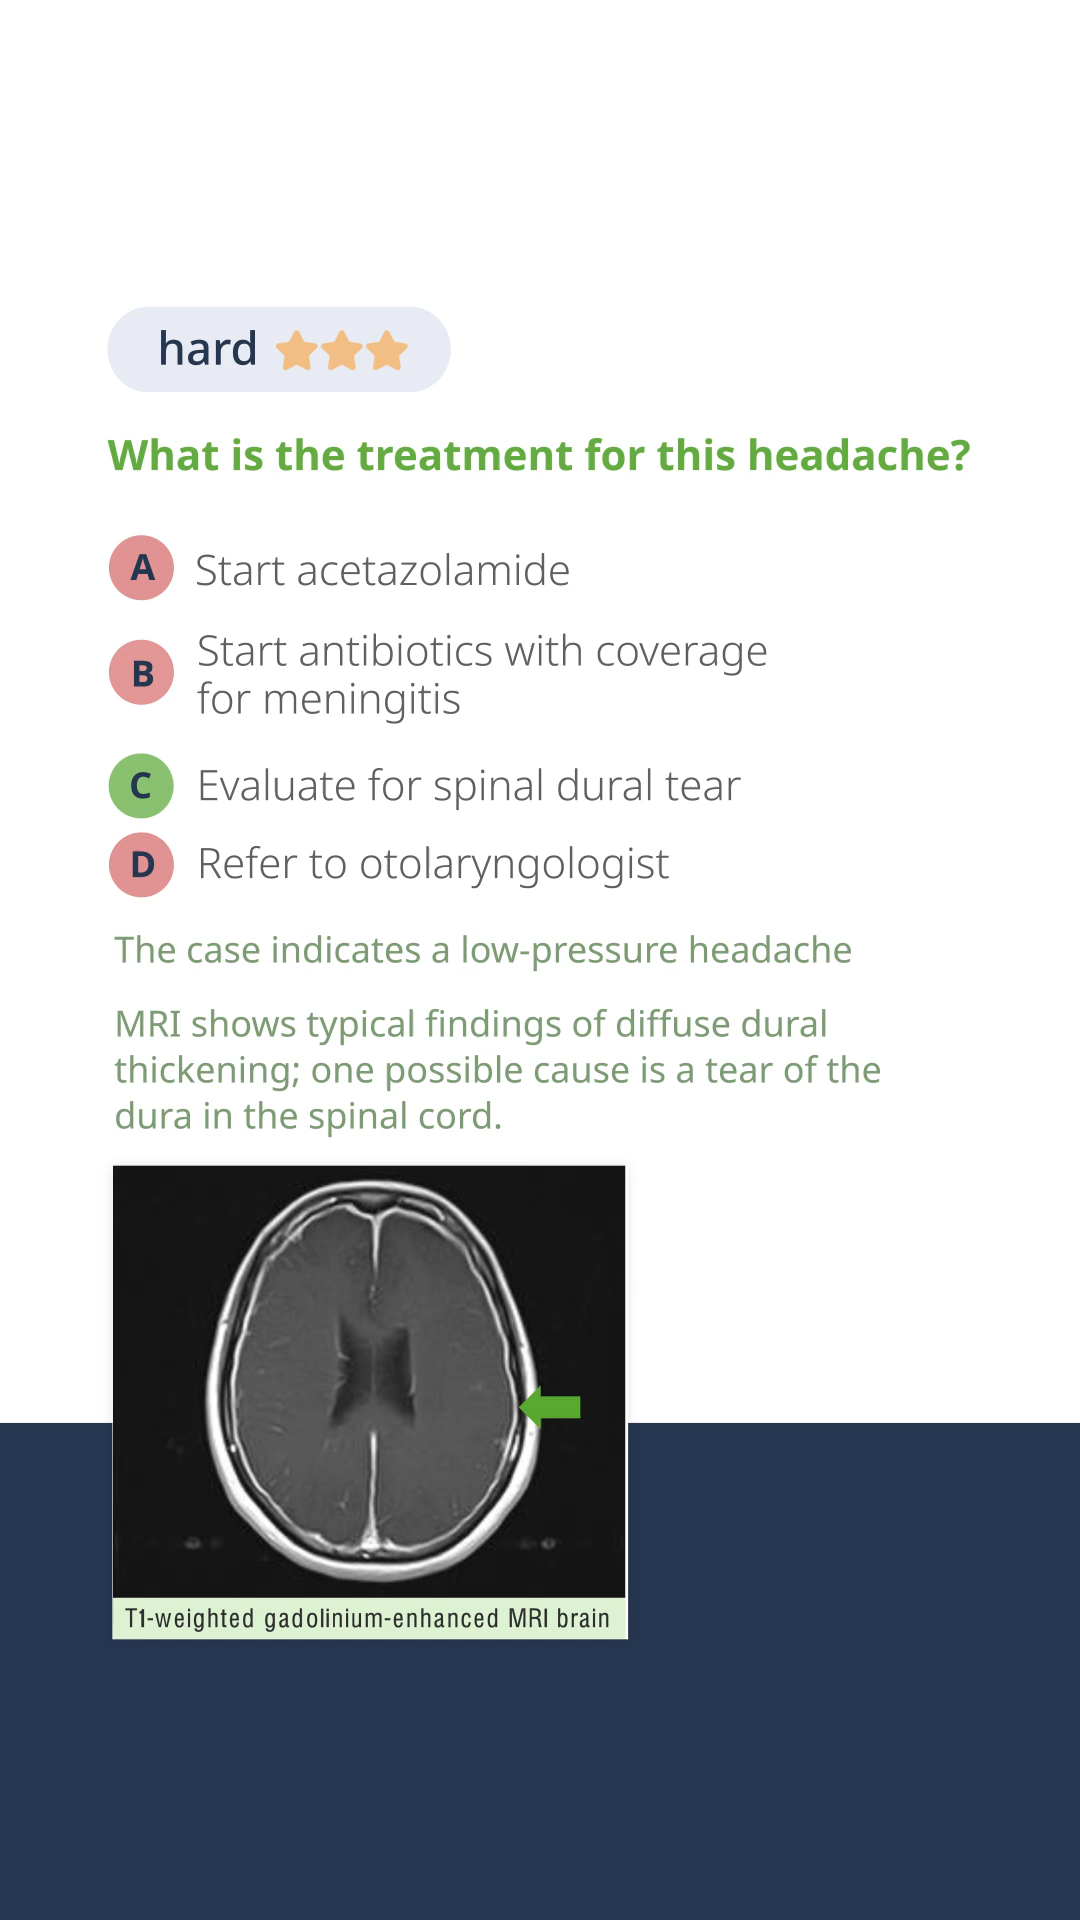 hard
What is the treatment for this headache?
A Start acetazolamide
B Start antibiotics with coverage
for meningitis
C Evaluate for spinal dural tear
D Refer to otolaryngologist
The case indicates a low-pressure headache
MRI shows typical findings of diffuse dural
thickening; one possible cause is a tear of the
dura in the spinal cord.
T1-weighted gadolinium-enhanced MRI brain